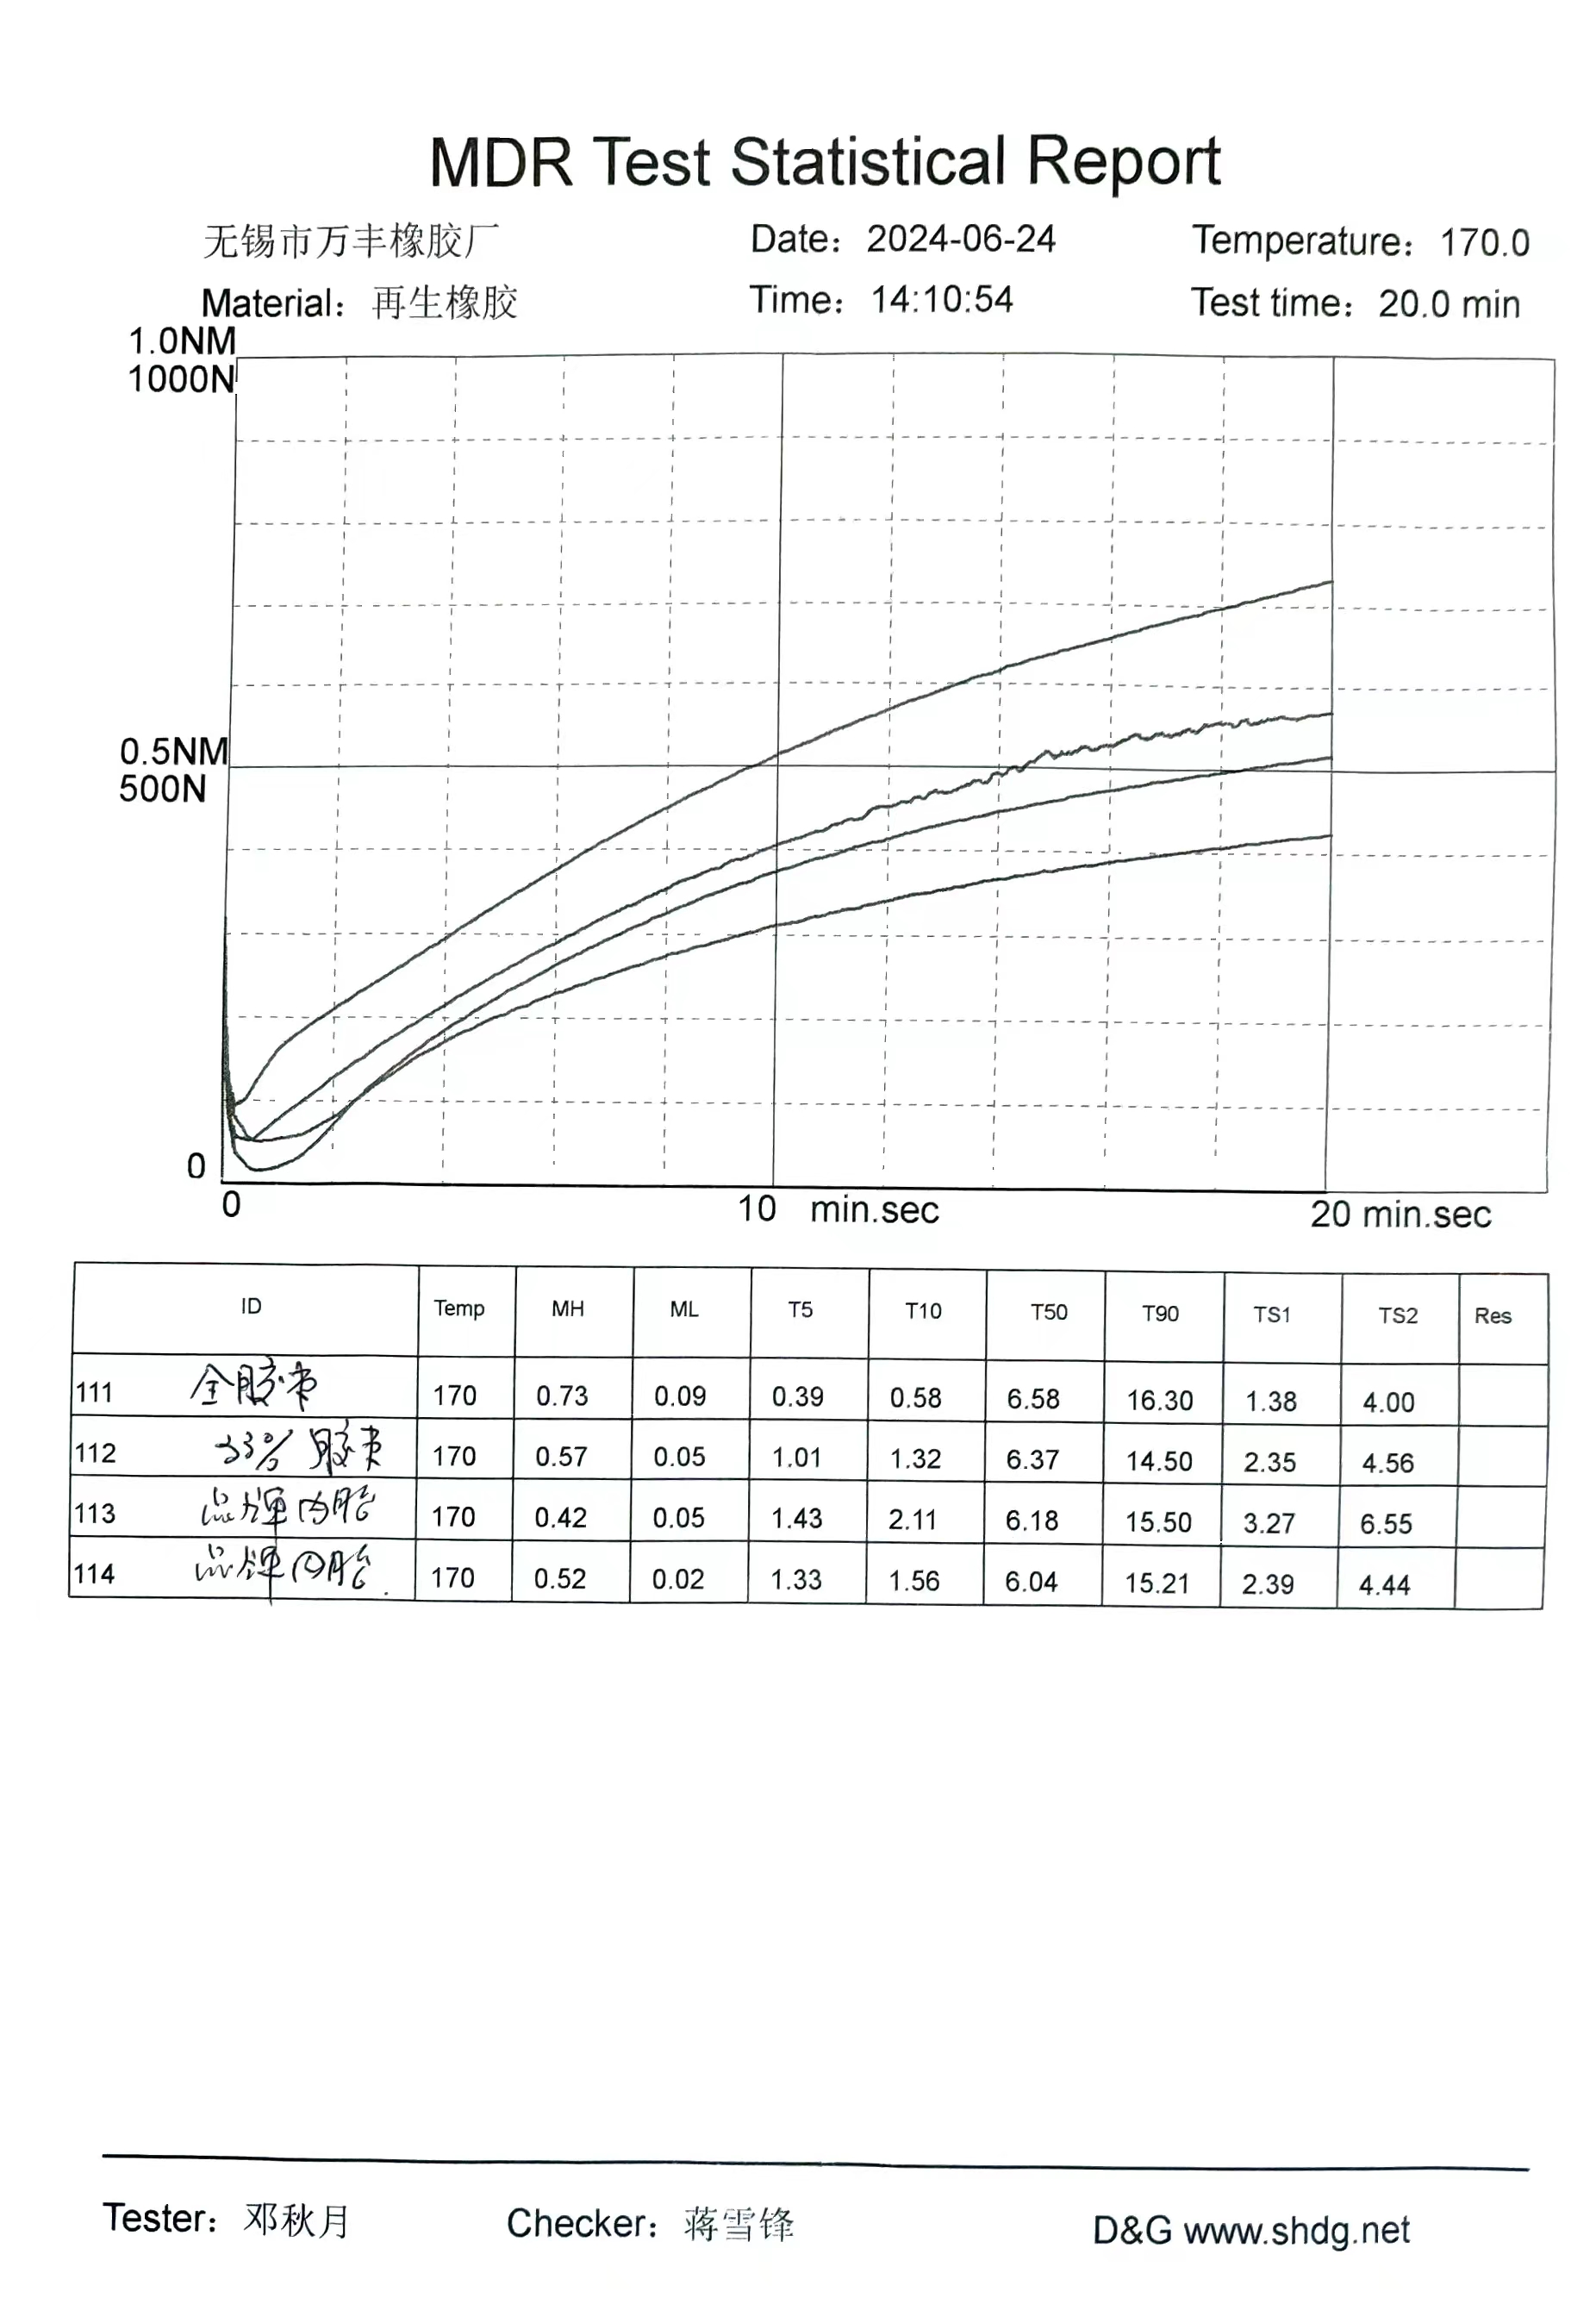 MDR Test Statistical Report
无锡市万丰橡胶厂 Date：2024-06-24 Temperature：170.0
Material：再生橡胶 Time：14:10:54 Test time：20.0 min
1.0NM
1000N
0.5NM
500N
0
0 10 min.sec 20 min.sec
ID Temp MH ML T5 T10 T50 T90 TS1 TS2 Res
111 全胶囊 170 0.73 0.09 0.39 0.58 6.58 16.30 1.38 4.00
112 33% 胶囊 170 0.57 0.05 1.01 1.32 6.37 14.50 2.35 4.56
113 内胎 170 0.42 0.05 1.43 2.11 6.18 15.50 3.27 6.55
114 内胎 170 0.52 0.02 1.33 1.56 6.04 15.21 2.39 4.44
Tester：邓秋月 Checker：蒋雪锋 D&G www.shdg.net